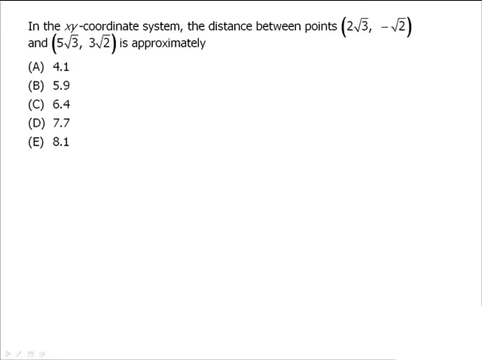 In the xy-coordinate system, the distance between points (2√3, −√2)
and (5√3, 3√2) is approximately
(A) 4.1
(B) 5.9
(C) 6.4
(D) 7.7
(E) 8.1